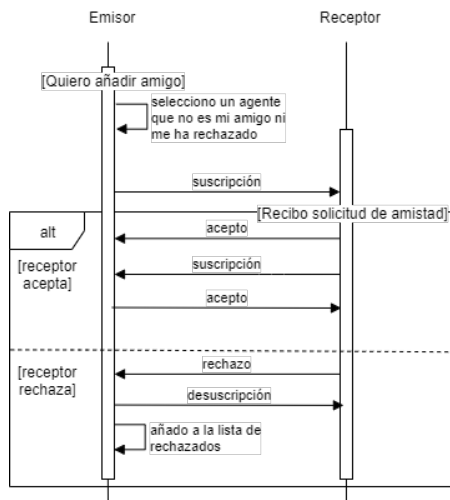 Emisor
Receptor
[Quiero añadir amigo]
selecciono un agente
que no es mi amigo ni
me ha rechazado
suscripción
[Recibo solicitud de amistad]
alt
acepto
[receptor
acepta]
suscripción
acepto
[receptor
rechaza]
rechazo
desuscripción
añado a la lista de
rechazados